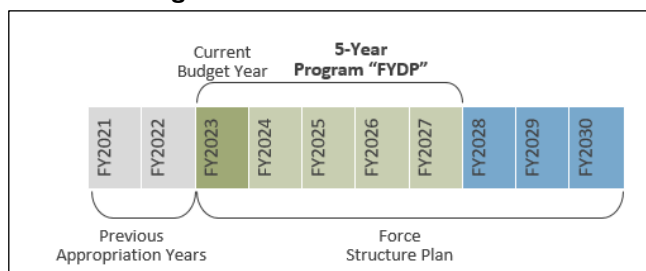 Current
Budget Year
5-Year
Program “FYDP”
FY2021
FY2022
FY2023
FY2024
FY2025
FY2026
FY2027
FY2028
FY2029
FY2030
Previous
Appropriation Years
Force
Structure Plan